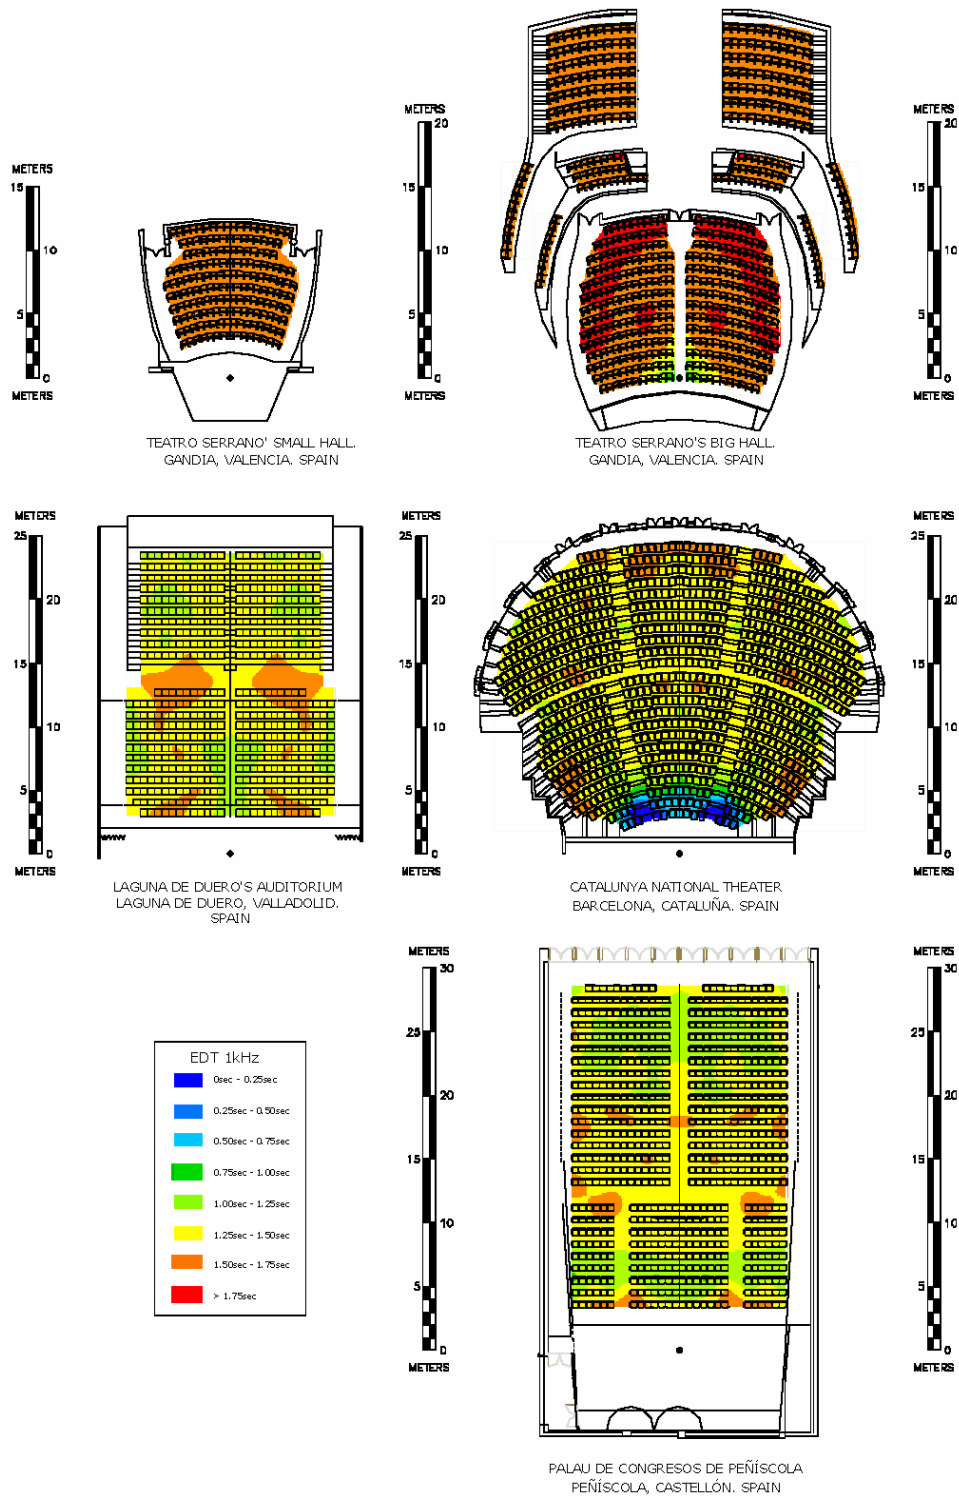 METERS
20
15
10
5
0
METERS
METERS
20
15
10
5
0
METERS
METERS
15
10
5
0
METERS
TEATRO SERRANO' SMALL HALL.
GANDIA, VALENCIA. SPAIN
TEATRO SERRANO'S BIG HALL.
GANDIA, VALENCIA. SPAIN
METERS
25
20
15
10
5
0
METERS
METERS
25
20
15
10
5
0
METERS
METERS
25
20
15
10
5
0
METERS
LAGUNA DE DUERO'S AUDITORIUM
LAGUNA DE DUERO, VALLADOLID.
SPAIN
CATALUNYA NATIONAL THEATER
BARCELONA, CATALUÑA. SPAIN
METERS
30
25
20
15
10
5
0
METERS
METERS
30
25
20
15
10
5
0
METERS
EDT 1kHz
0sec - 0.25sec
0.25sec - 0.50sec
0.50sec - 0.75sec
0.75sec - 1.00sec
1.00sec - 1.25sec
1.25sec - 1.50sec
1.50sec - 1.75sec
> 1.75sec
PALAU DE CONGRESOS DE PEÑÍSCOLA
PEÑÍSCOLA, CASTELLÓN. SPAIN